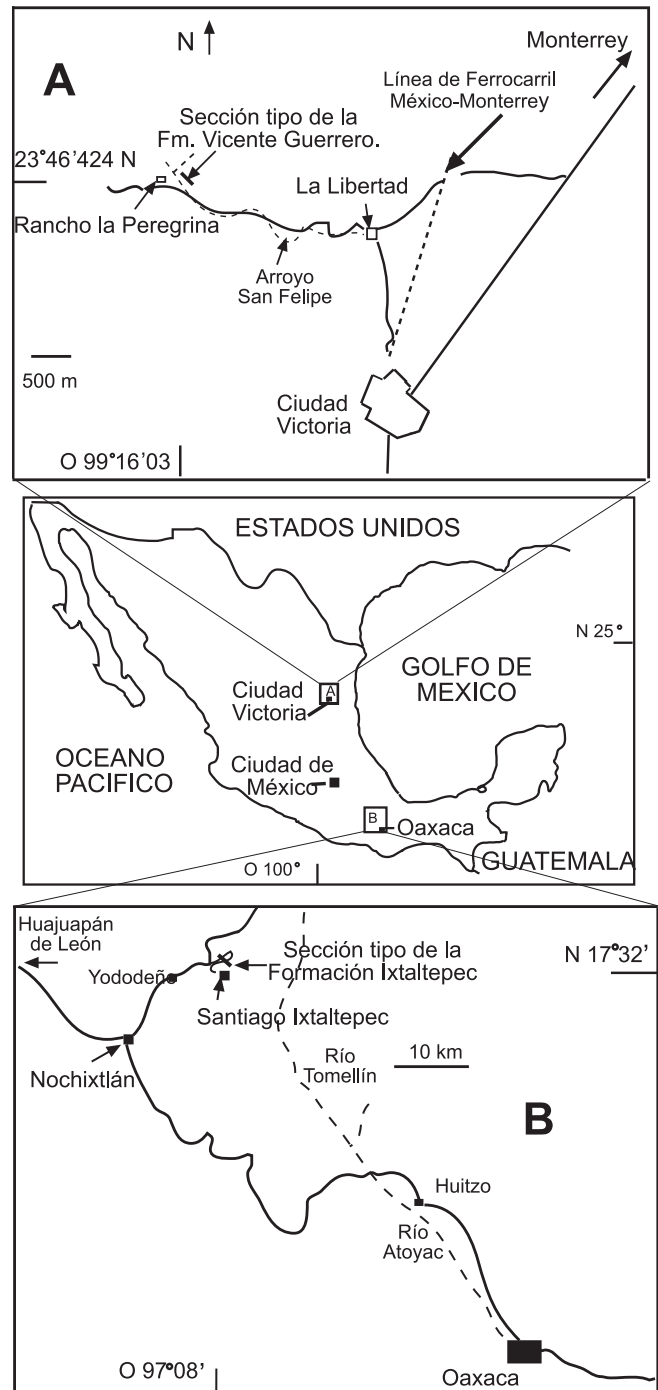 A
N
Monterrey
Línea de Ferrocarril
México-Monterrey
Sección tipo de la
Fm. Vicente Guerrero.
23°46'424 N
La Libertad
Rancho la Peregrina
Arroyo
San Felipe
500 m
Ciudad
Victoria
O 99°16'03
ESTADOS UNIDOS
N 25°
GOLFO DE
MEXICO
A
Ciudad
Victoria
OCEANO
PACIFICO
Ciudad de
México
B
Oaxaca
GUATEMALA
O 100°
Huajuapán
de León
Sección tipo de la
Formación Ixtaltepec
N 17°32'
Yododeño
Santiago Ixtaltepec
Nochixtlán
Río
Tomellín
10 km
B
Huitzo
Río
Atoyac
O 97°08'
Oaxaca